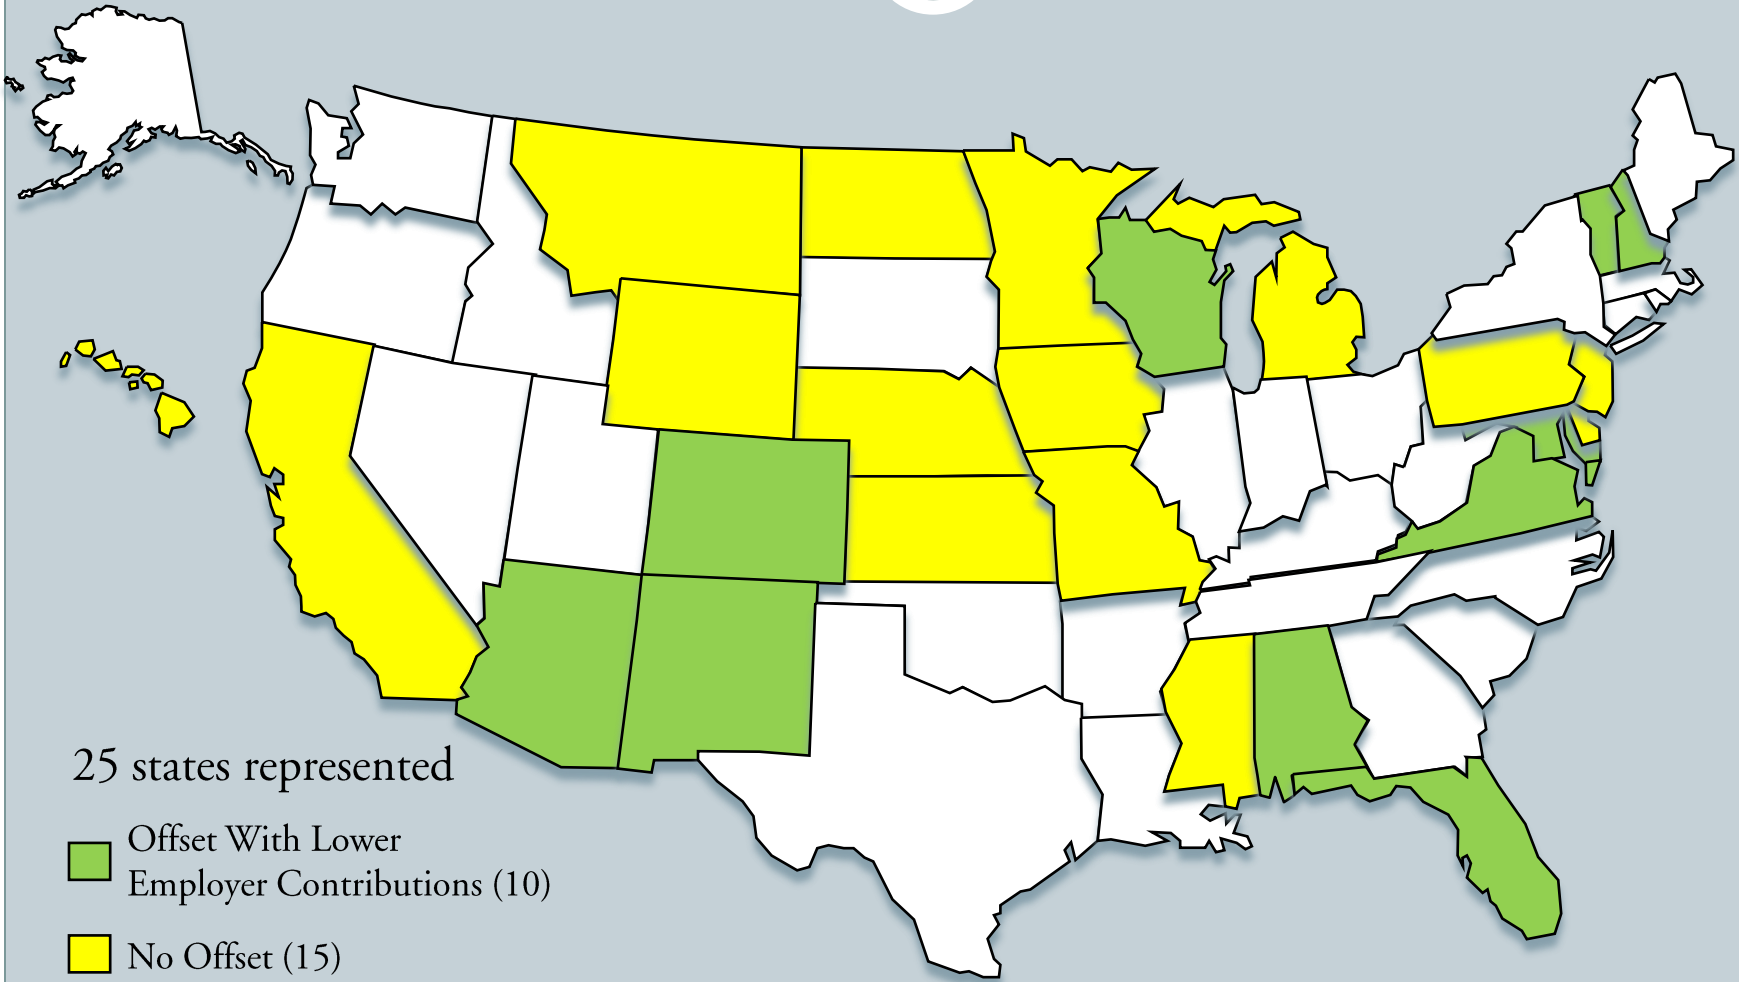 25 states represented
Offset With Lower
Employer Contributions (10)
No Offset (15)